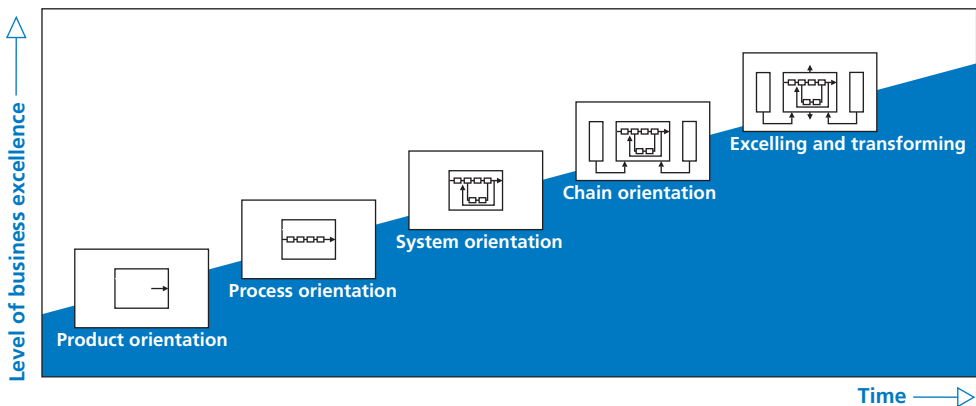 Level of business excellence
Excelling and transforming
Chain orientation
System orientation
Process orientation
Product orientation
Time